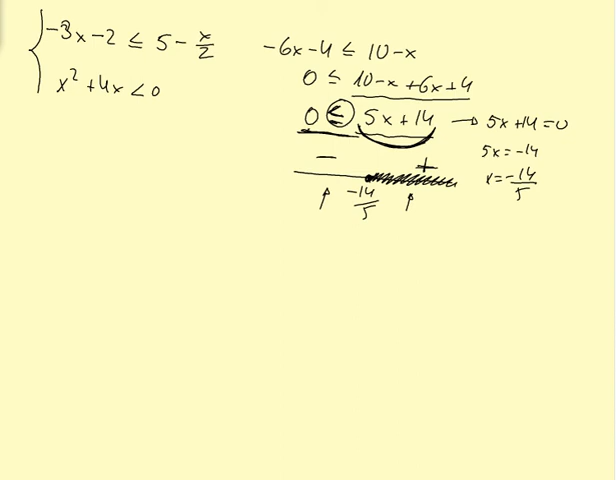 -3x-2 ≤ 5 - x/2
x² + 4x < 0
-6x-4 ≤ 10-x
0 ≤ 10-x+6x+4
0 ≤ 5x+14 → 5x+14=0
5x=-14
x=-14/5
- +
-14/5